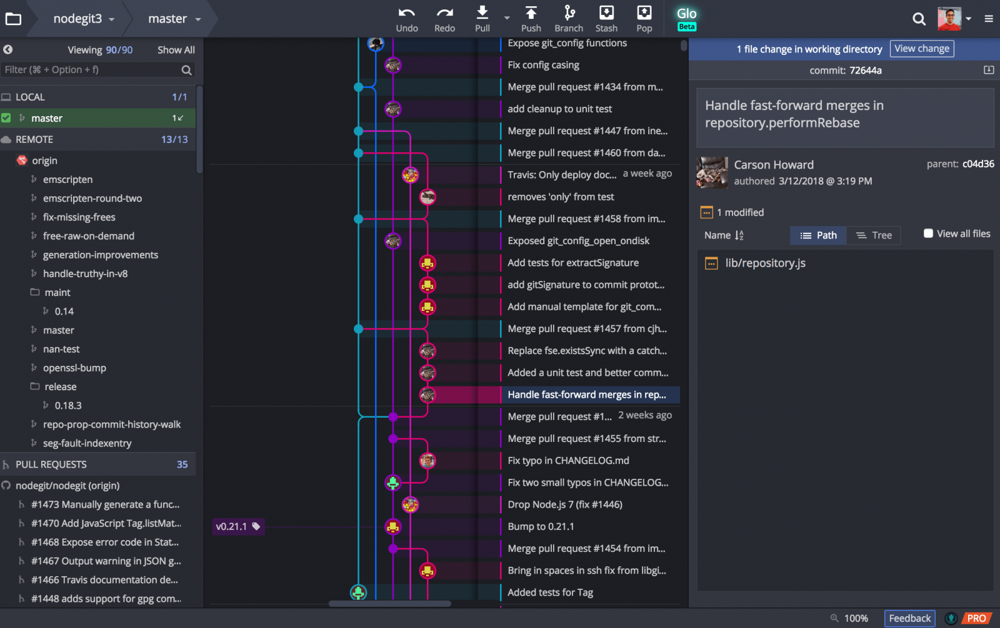 nodegit3
master
Undo
Redo
Pull
Push
Branch
Stash
Pop
Glo
Beta
Viewing 90/90
Show All
Filter (⌘ + Option + f)
LOCAL
1/1
master
1↙
REMOTE
13/13
origin
emscripten
emscripten-round-two
fix-missing-frees
free-raw-on-demand
generation-improvements
handle-truthy-in-v8
maint
0.14
master
nan-test
openssl-bump
release
0.18.3
repo-prop-commit-history-walk
seg-fault-indexentry
PULL REQUESTS
35
nodegit/nodegit (origin)
#1473 Manually generate a func...
#1470 Add JavaScript Tag.listMat...
#1468 Expose error code in Stat...
#1467 Output warning in JSON g...
#1466 Travis documentation de...
#1448 adds support for gpg com...
v0.21.1
Expose git_config functions
Fix config casing
Merge pull request #1434 from m...
add cleanup to unit test
Merge pull request #1447 from ine...
Merge pull request #1460 from da...
Travis: Only deploy doc...
a week ago
removes 'only' from test
Merge pull request #1458 from im...
Exposed git_config_open_ondisk
Add tests for extractSignature
add gitSignature to commit protot...
Add manual template for git_com...
Merge pull request #1457 from cjh...
Replace fse.existsSync with a catch...
Added a unit test and better comm...
Handle fast-forward merges in rep...
Merge pull request #1...
2 weeks ago
Merge pull request #1455 from str...
Fix typo in CHANGELOG.md
Fix two small typos in CHANGELOG...
Drop Node.js 7 (fix #1446)
Bump to 0.21.1
Merge pull request #1454 from im...
Bring in spaces in ssh fix from libgi...
Added tests for Tag
1 file change in working directory
View change
commit: 72644a
Handle fast-forward merges in
repository.performRebase
Carson Howard
authored 3/12/2018 @ 3:19 PM
parent: c04d36
1 modified
Name
Path
Tree
View all files
lib/repository.js
100%
Feedback
PRO